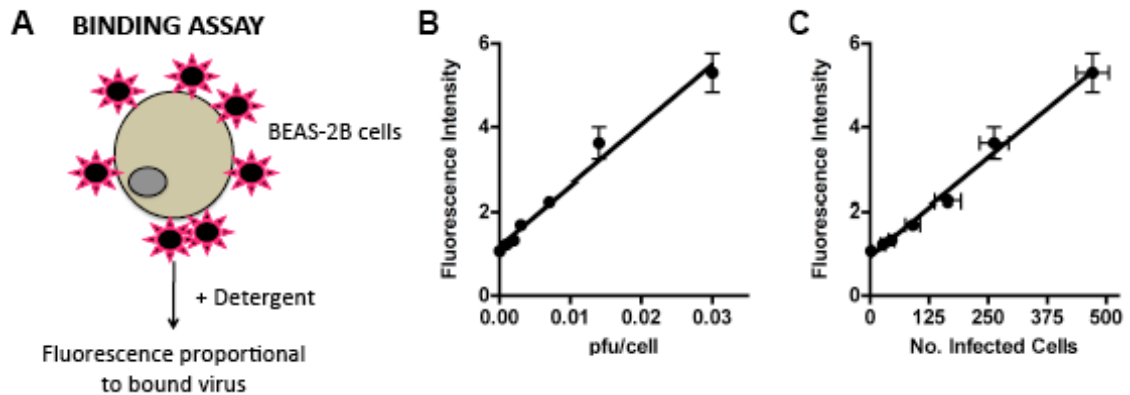 A BINDING ASSAY
BEAS-2B cells
+ Detergent
Fluorescence proportional
to bound virus
B
Fluorescence Intensity
6
4
2
0
0.00 0.01 0.02 0.03
pfu/cell
C
Fluorescence Intensity
6
4
2
0
0 125 250 375 500
No. Infected Cells